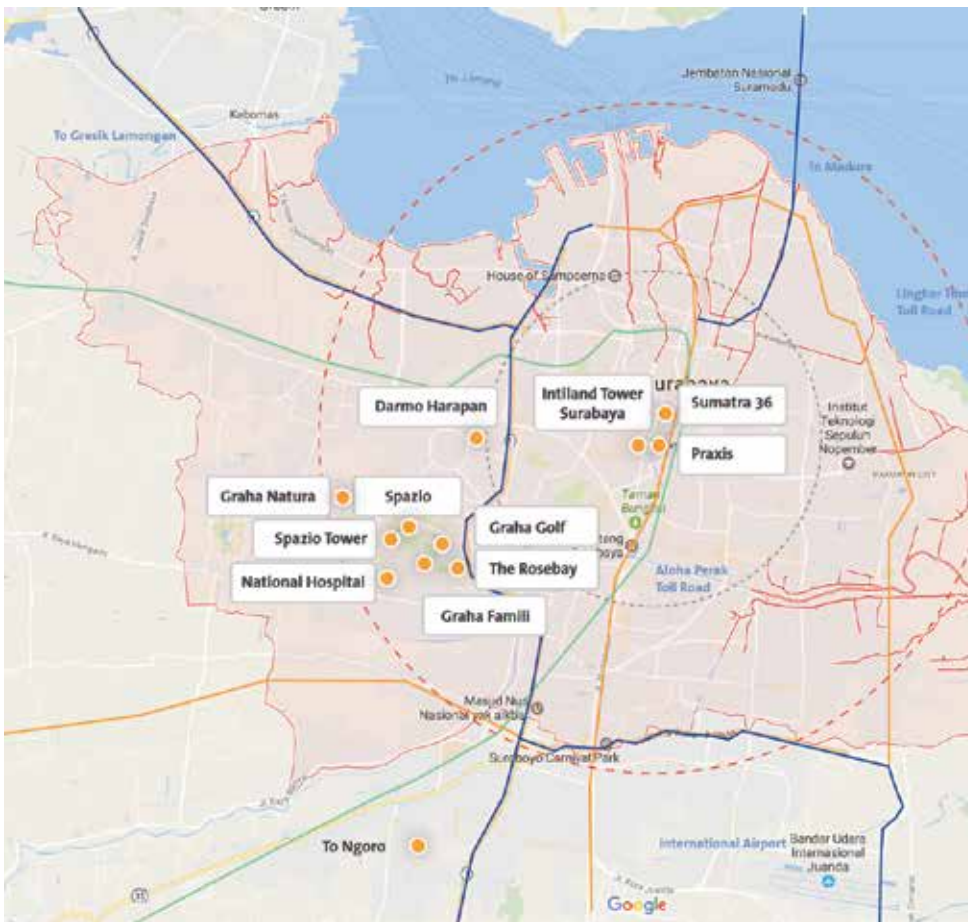 Jembatan Nasional
Suramadu
Kebomas
To Gresik Lamongan
To Madura
House of Sampoerna
Lingkar
Toll Road
Darmo Harapan
Intiland Tower
Surabaya
urabaya
Sumatra 36
Praxis
Institut
Teknologi
Sepuluh
Nopember
Graha Natura
Spazio
Taman
Bungkul
Spazio Tower
Graha Golf
National Hospital
The Rosebay
Aloha Perak
Toll Road
Graha Famili
Masjid
Nasional
Suroboyo Carnival Park
To Ngoro
International Airport
Bandar Udara
Internasional
Juanda
Google